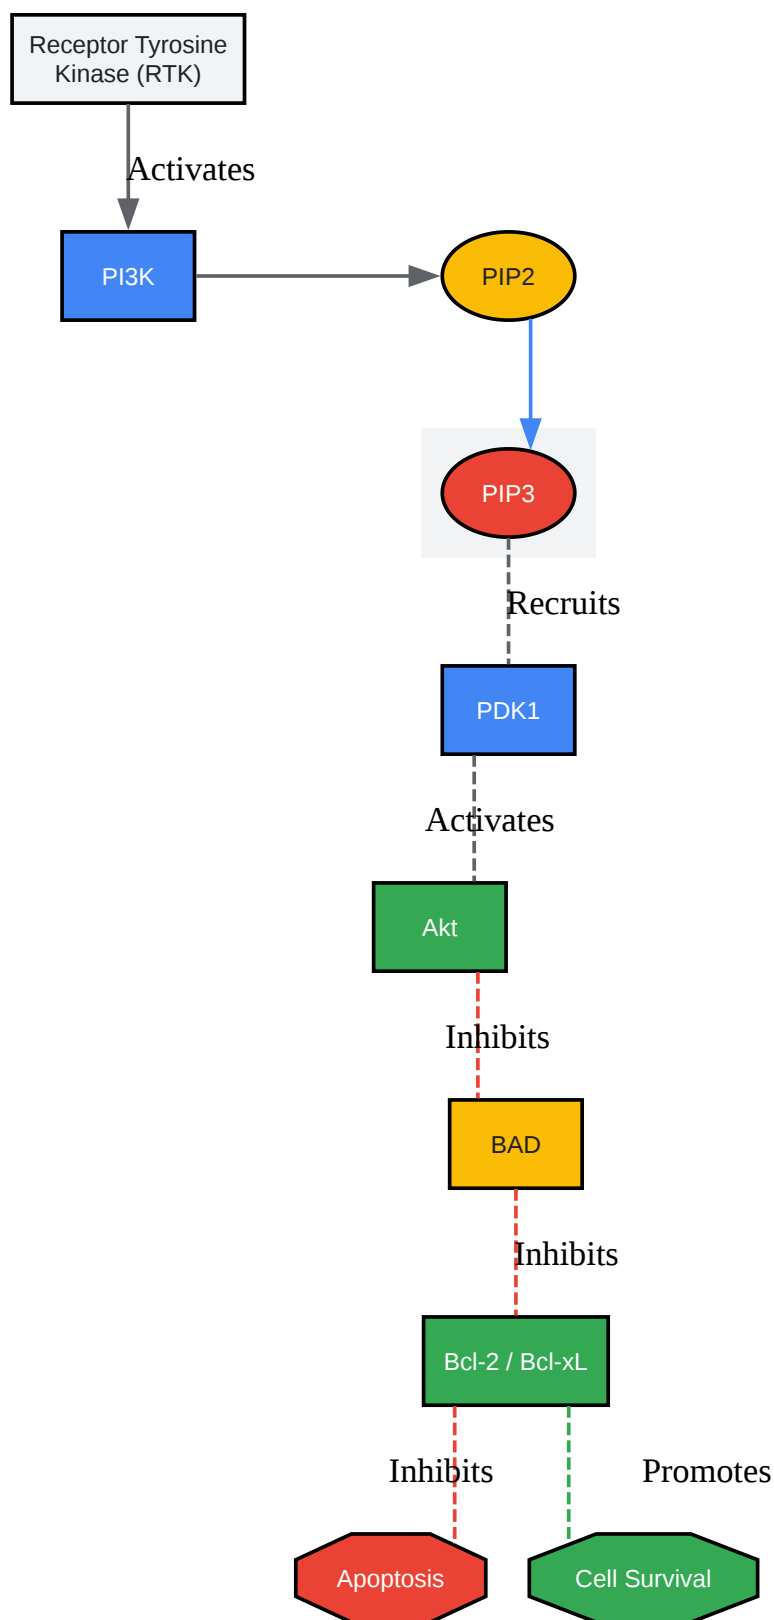 Receptor Tyrosine
Kinase (RTK)
Activates
PI3K
PIP2
PIP3
Recruits
PDK1
Activates
Akt
Inhibits
BAD
Inhibits
Bcl-2 / Bcl-xL
Inhibits
Promotes
Apoptosis
Cell Survival